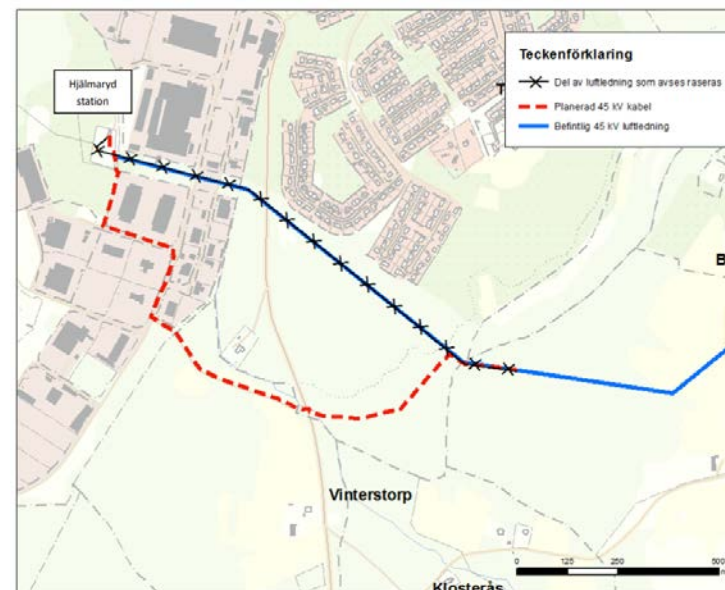 Teckenförklaring
Del av luftledning som avses raseras
Planerad 45 kV kabel
Befintlig 45 kV luftledning
Hjälmaryd
station
T
B
Vinterstorp
Klosterås
0 125 250 500